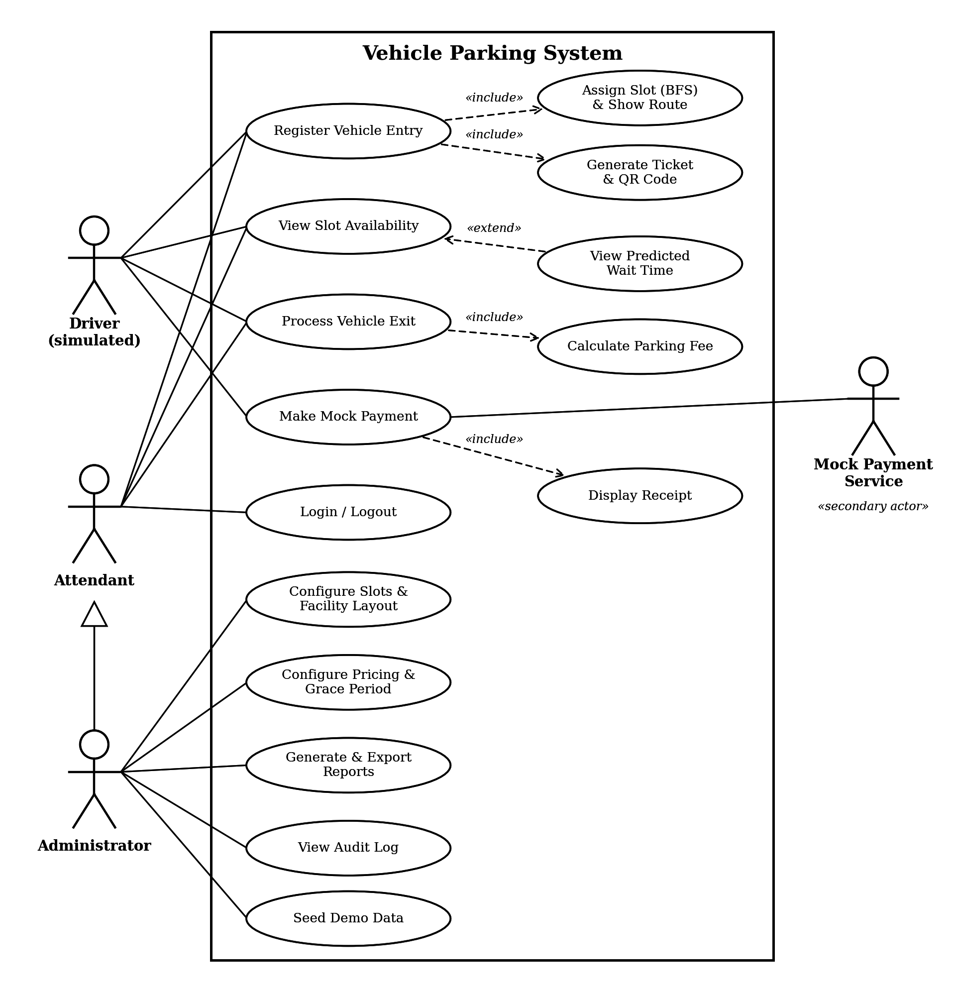 Vehicle Parking System
Assign Slot (BFS)
& Show Route
«include»
Register Vehicle Entry
«include»
Generate Ticket
& QR Code
View Slot Availability
«extend»
View Predicted
Wait Time
Driver
(simulated)
Process Vehicle Exit
«include»
Calculate Parking Fee
Make Mock Payment
«include»
Mock Payment
Service
«secondary actor»
Display Receipt
Login / Logout
Attendant
Configure Slots &
Facility Layout
Configure Pricing &
Grace Period
Generate & Export
Reports
Administrator
View Audit Log
Seed Demo Data